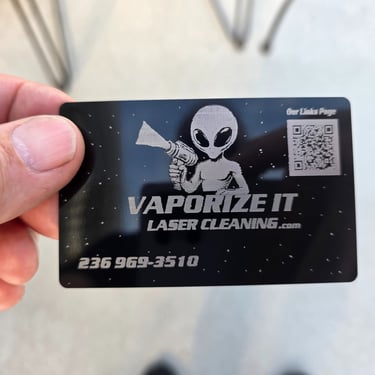 Our Links Page
VAPORIZE IT
LASER CLEANING.com
236 969-3510